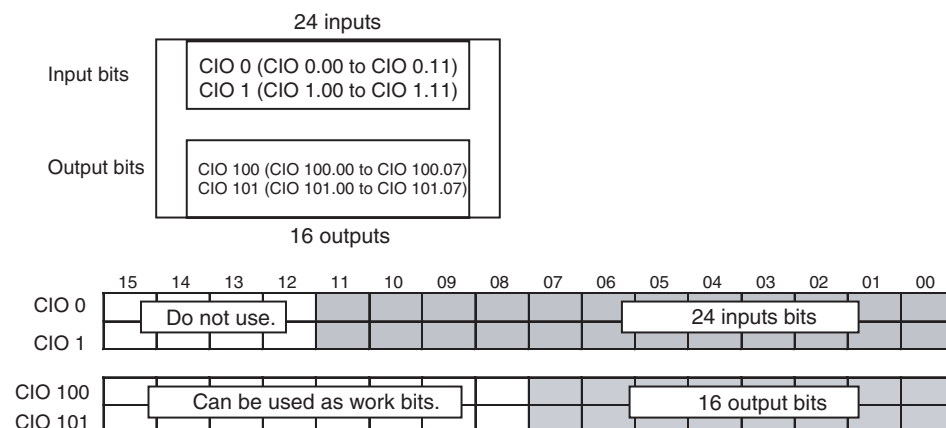 24 inputs
Input bits
CIO 0 (CIO 0.00 to CIO 0.11)
CIO 1 (CIO 1.00 to CIO 1.11)
Output bits
CIO 100 (CIO 100.00 to CIO 100.07)
CIO 101 (CIO 101.00 to CIO 101.07)
16 outputs
15 14 13 12 11 10 09 08 07 06 05 04 03 02 01 00
CIO 0
Do not use.
24 inputs bits
CIO 1
CIO 100
Can be used as work bits.
16 output bits
CIO 101